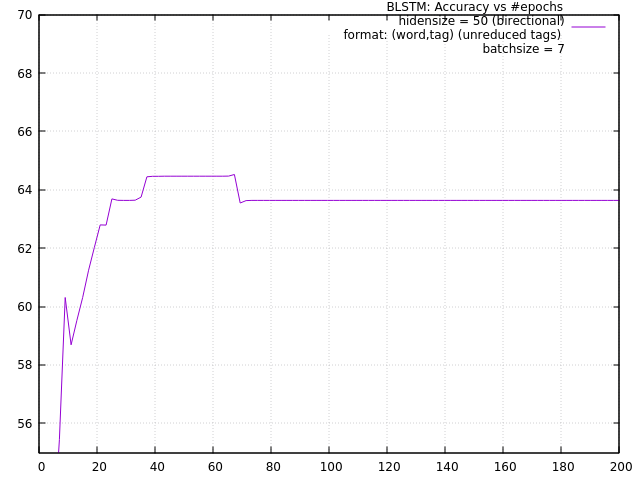 BLSTM: Accuracy vs #epochs
hidensize = 50 (bidirectional)
format: (word,tag) (unreduced tags)
batchsize = 7
70
68
66
64
62
60
58
56
0 20 40 60 80 100 120 140 160 180 200